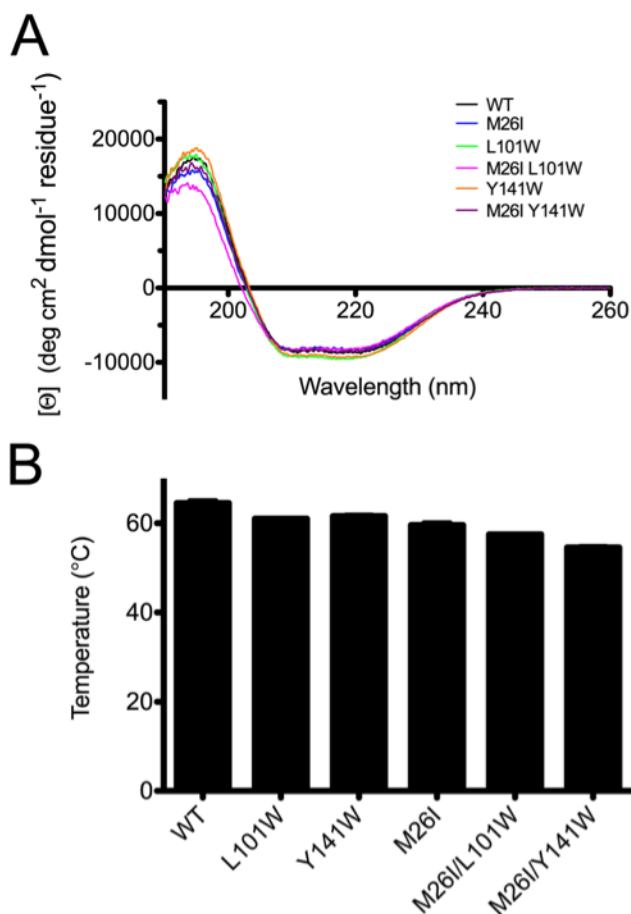 A
WT
M26I
L101W
M26I L101W
Y141W
M26I Y141W
20000
10000
0
-10000
200
220
240
260
[Θ] (deg cm2 dmol-1 residue-1)
Wavelength (nm)
B
60
40
20
0
Temperature (°C)
WT
L101W
Y141W
M26I
M26I/L101W
M26I/Y141W